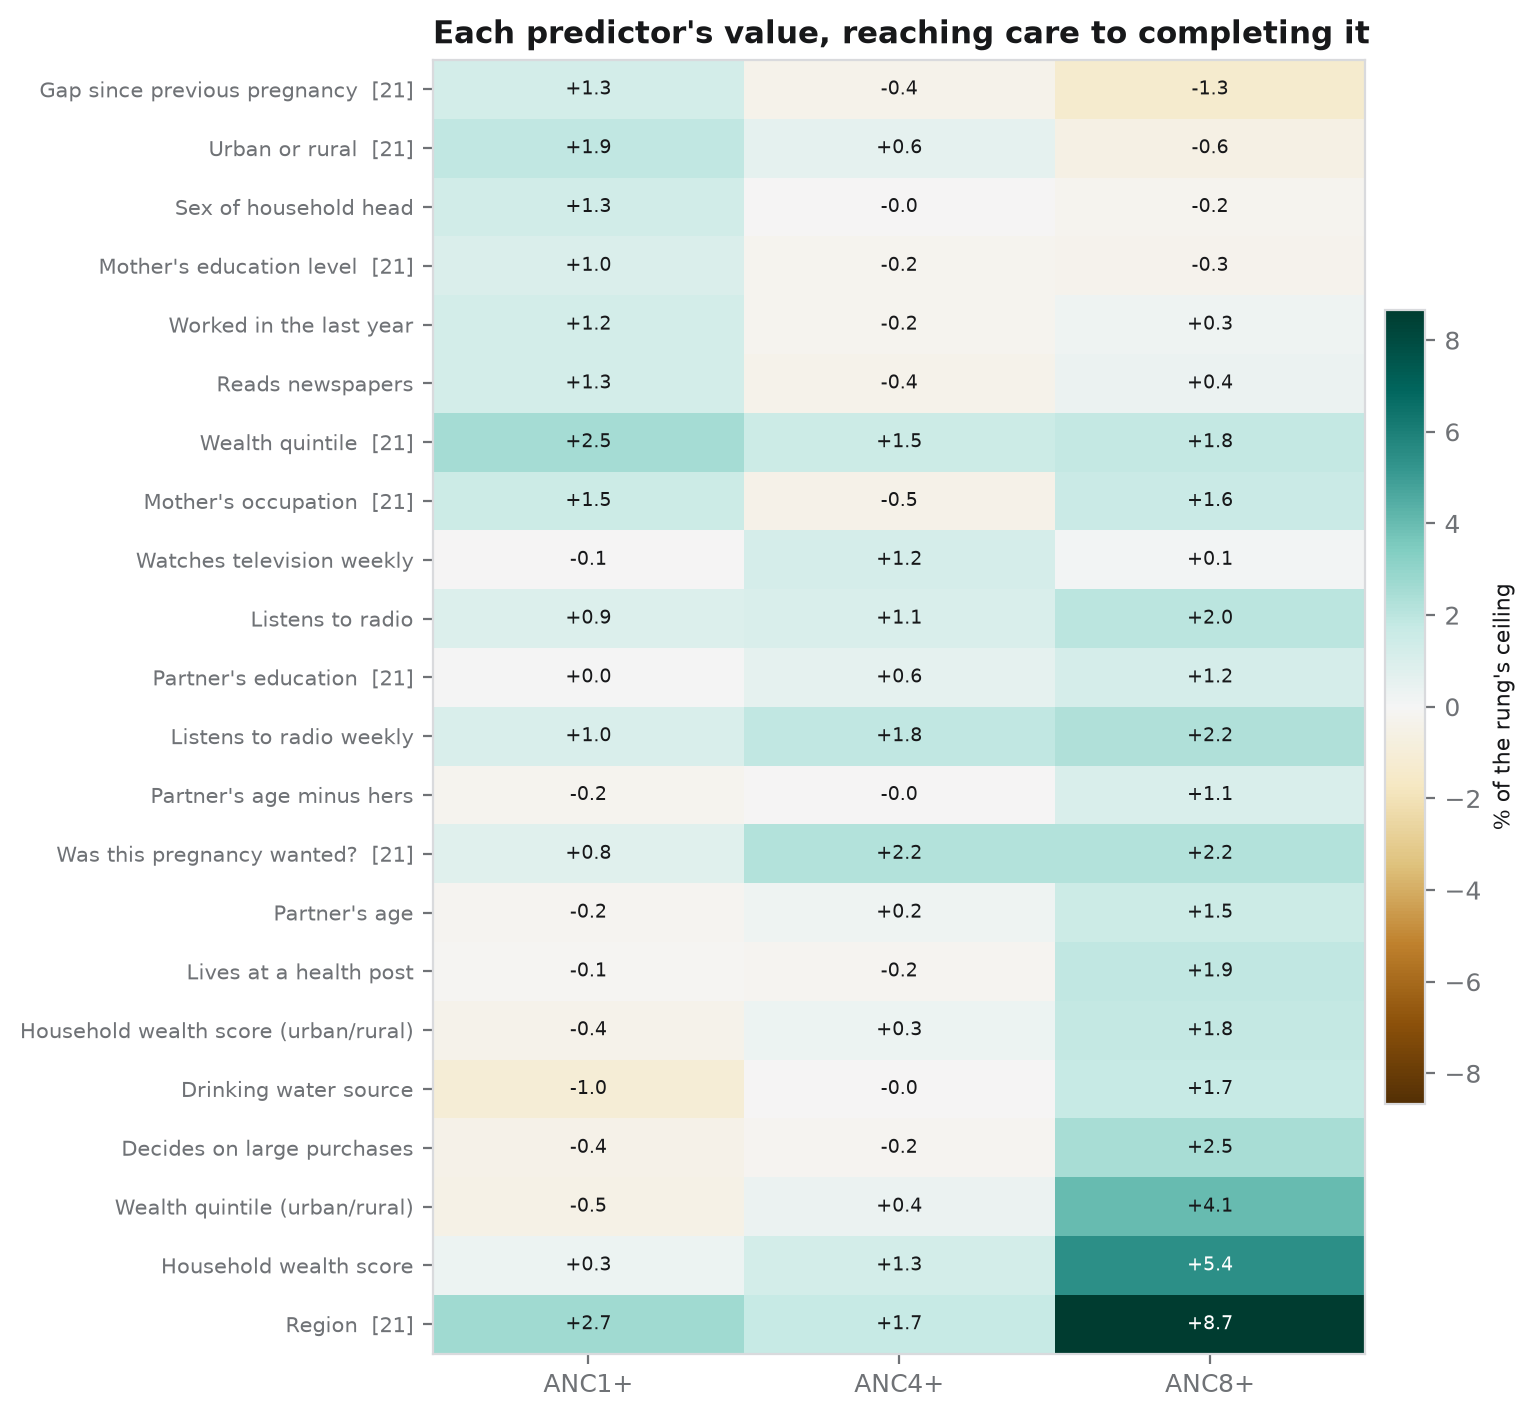 Each predictor's value, reaching care to completing it
Gap since previous pregnancy [21] +1.3 -0.4 -1.3
Urban or rural [21] +1.9 +0.6 -0.6
Sex of household head +1.3 -0.0 -0.2
Mother's education level [21] +1.0 -0.2 -0.3
Worked in the last year +1.2 -0.2 +0.3
Reads newspapers +1.3 -0.4 +0.4
Wealth quintile [21] +2.5 +1.5 +1.8
Mother's occupation [21] +1.5 -0.5 +1.6
Watches television weekly -0.1 +1.2 +0.1
Listens to radio +0.9 +1.1 +2.0
Partner's education [21] +0.0 +0.6 +1.2
Listens to radio weekly +1.0 +1.8 +2.2
Partner's age minus hers -0.2 -0.0 +1.1
Was this pregnancy wanted? [21] +0.8 +2.2 +2.2
Partner's age -0.2 +0.2 +1.5
Lives at a health post -0.1 -0.2 +1.9
Household wealth score (urban/rural) -0.4 +0.3 +1.8
Drinking water source -1.0 -0.0 +1.7
Decides on large purchases -0.4 -0.2 +2.5
Wealth quintile (urban/rural) -0.5 +0.4 +4.1
Household wealth score +0.3 +1.3 +5.4
Region [21] +2.7 +1.7 +8.7
ANC1+ ANC4+ ANC8+
8
6
4
2
0
−2
−4
−6
−8
% of the rung's ceiling